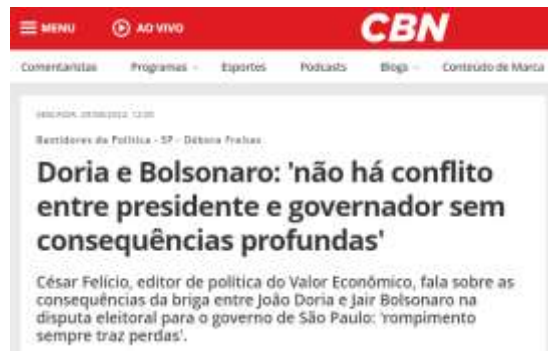 MENU AO VIVO CBN
Comentaristas Programas Esportes Podcasts Blogs Conteúdo de Marca
12:05
Bastidores da Política - SP - Débora Freitas
Doria e Bolsonaro: 'não há conflito
entre presidente e governador sem
consequências profundas'
César Felício, editor de política do Valor Econômico, fala sobre as
consequências da briga entre João Doria e Jair Bolsonaro na
disputa eleitoral para o governo de São Paulo: 'rompimento
sempre traz perdas'.